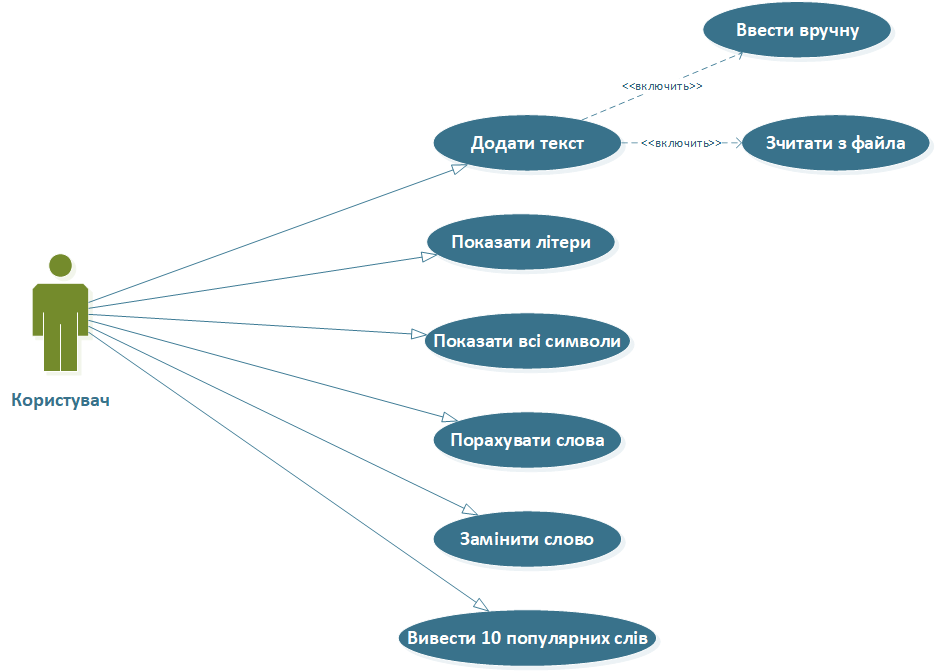 Ввести вручну
<<включить>>
Додати текст
<<включить>>
Зчитати з файла
Показати літери
Показати всі символи
Користувач
Порахувати слова
Замінити слово
Вивести 10 популярних слів